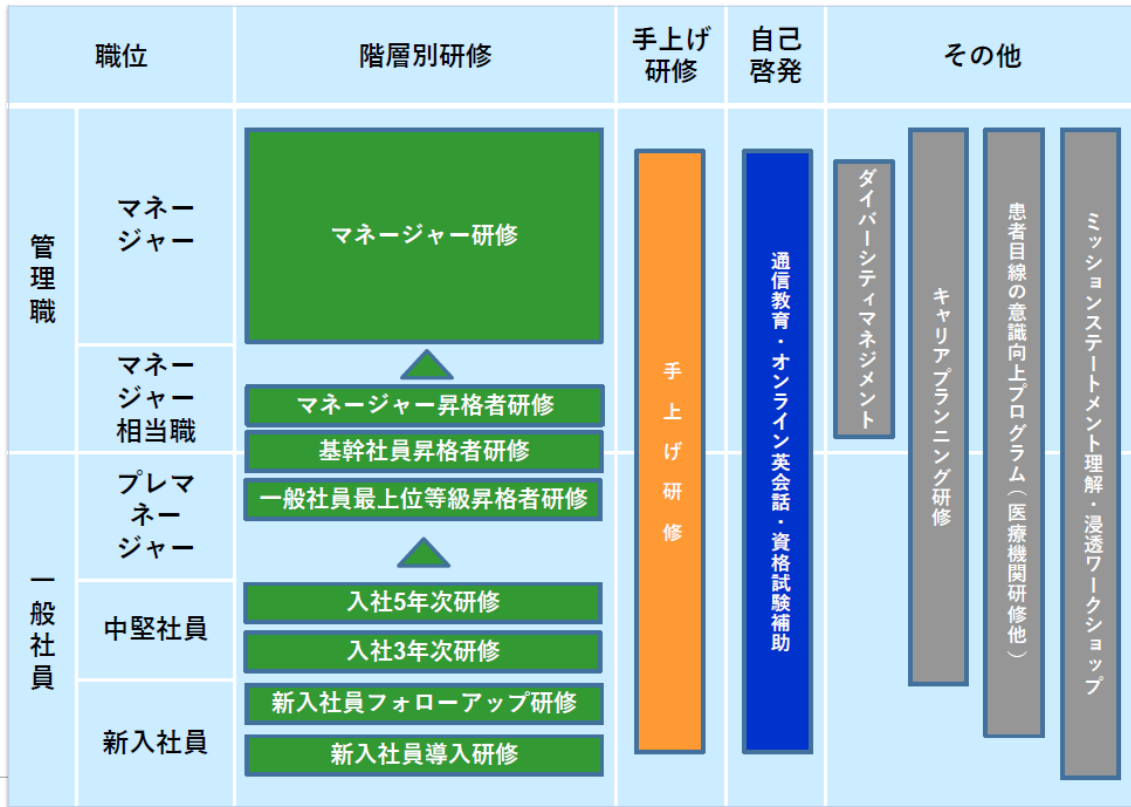 職位
階層別研修
手上げ
研修
自己
啓発
その他
管理職
マネー
ジャー
マネージャー研修
マネー
ジャー
相当職
マネージャー昇格者研修
基幹社員昇格者研修
一般社員
プレマ
ネー
ジャー
一般社員最上位等級昇格者研修
中堅社員
入社5年次研修
入社3年次研修
新入社員
新入社員フォローアップ研修
新入社員導入研修
手上げ研修
通信教育・オンライン英会話・資格試験補助
ダイバーシティマネジメント
キャリアプランニング研修
患者目線の意識向上プログラム（医療機関研修他）
ミッションステートメント理解・浸透ワークショップ